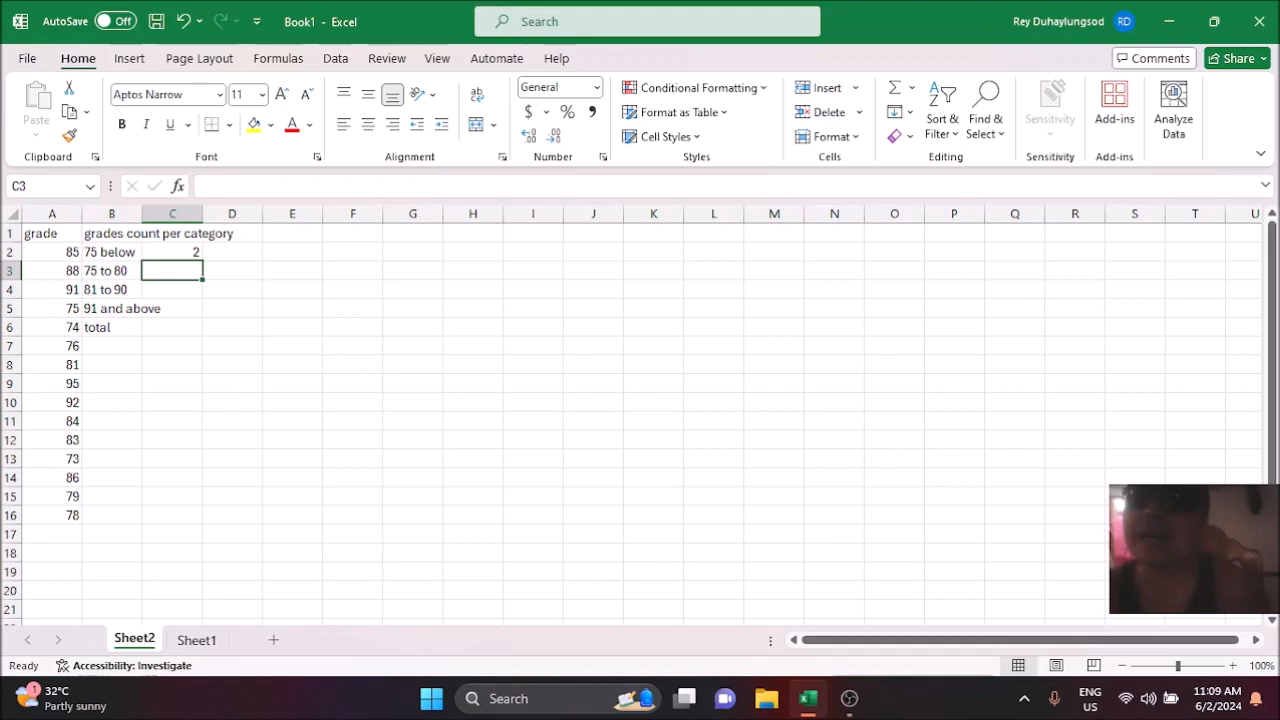 AutoSave Off Book1 - Excel Search Rey Duhaylungsod RD
File Home Insert Page Layout Formulas Data Review View Automate Help Comments Share
Paste Aptos Narrow 11 A A General Conditional Formatting Insert Σ Sort & Filter Find & Select Sensitivity Add-ins Analyze Data
B I U A $ % , Format as Table Delete
Cell Styles Format
Clipboard Font Alignment Number Styles Cells Editing Sensitivity Add-ins
C3 fx
A B C D E F G H I J K L M N O P Q R S T U
1 grade grades count per category
2 85 75 below 2
3 88 75 to 80
4 91 81 to 90
5 75 91 and above
6 74 total
7 76
8 81
9 95
10 92
11 84
12 83
13 73
14 86
15 79
16 78
17
18
19
20
21
Sheet2 Sheet1
Ready Accessibility: Investigate 100%
1 32°C Partly sunny Search ENG US 11:09 AM 6/2/2024